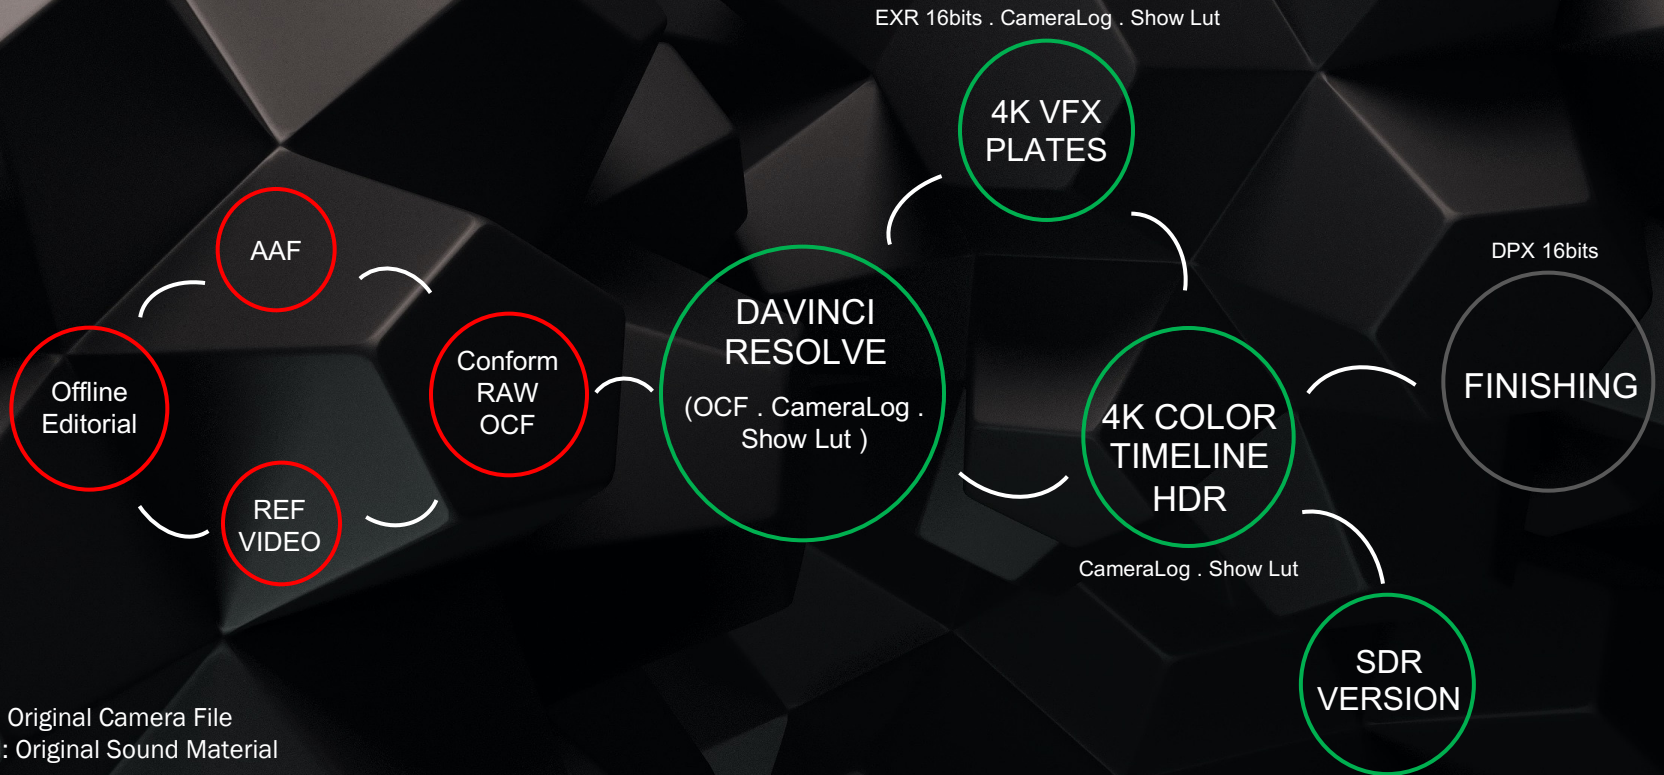 EXR 16bits . CameraLog . Show Lut
4K VFX
PLATES
AAF
DPX 16bits
Offline
Editorial
Conform
RAW
OCF
DAVINCI
RESOLVE
(OCF . CameraLog .
Show Lut )
4K COLOR
TIMELINE
HDR
FINISHING
REF
VIDEO
CameraLog . Show Lut
SDR
VERSION
Original Camera File
: Original Sound Material